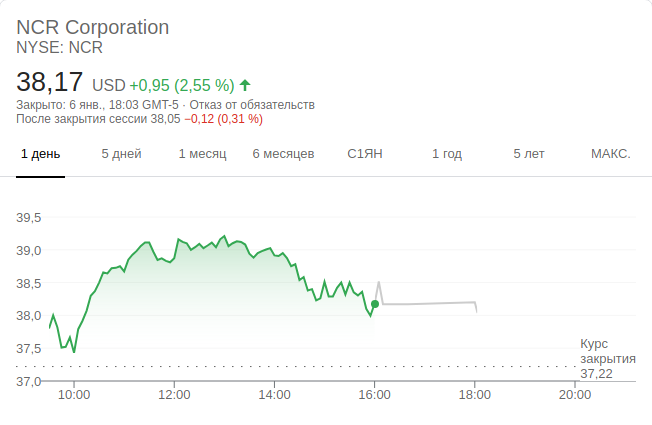 NCR Corporation
NYSE: NCR
38,17 USD +0,95 (2,55 %)
Закрыто: 6 янв., 18:03 GMT-5 · Отказ от обязательств
После закрытия сессии 38,05 −0,12 (0,31 %)
1 день 5 дней 1 месяц 6 месяцев С1ЯН 1 год 5 лет МАКС.
39,5
39,0
38,5
38,0
37,5
37,0
Курс
закрытия
37,22
10:00 12:00 14:00 16:00 18:00 20:00